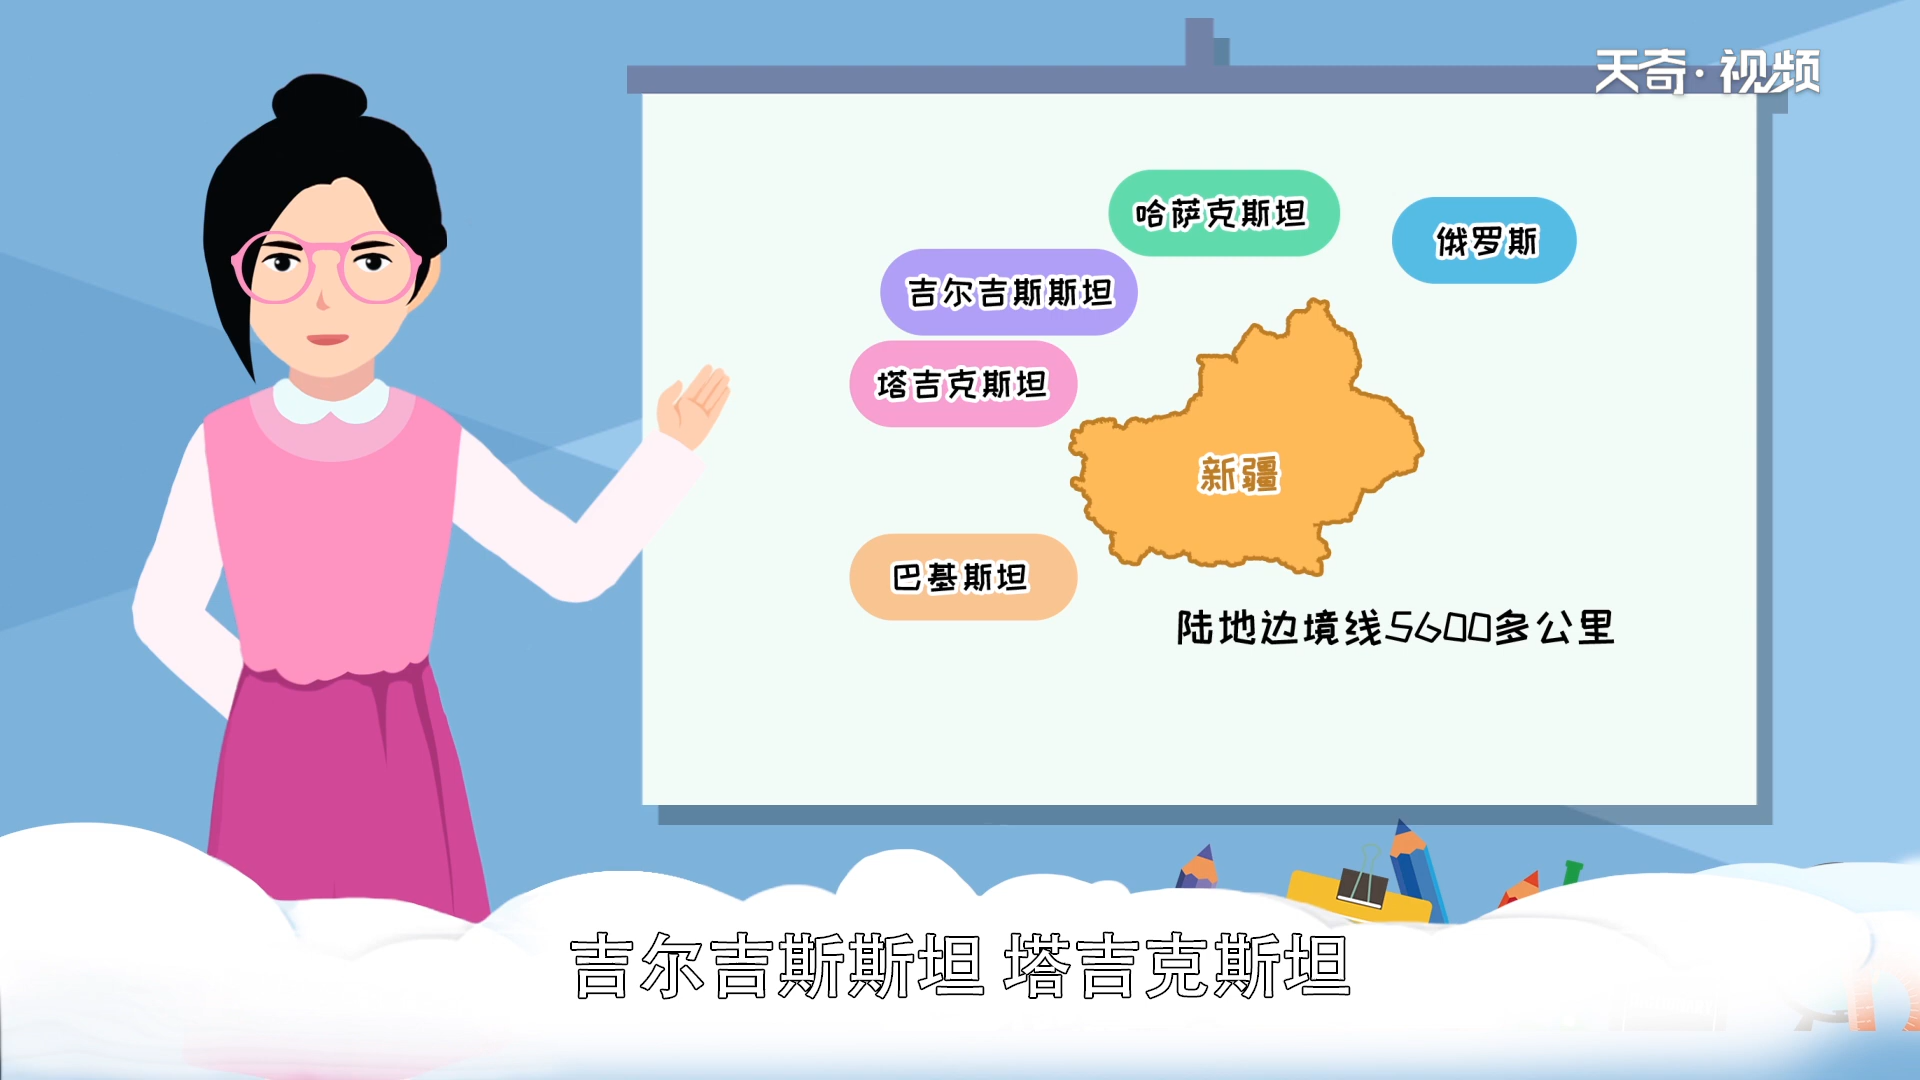 天奇·视频
哈萨克斯坦
俄罗斯
吉尔吉斯斯坦
塔吉克斯坦
新疆
巴基斯坦
陆地边境线5600多公里
吉尔吉斯斯坦 塔吉克斯坦